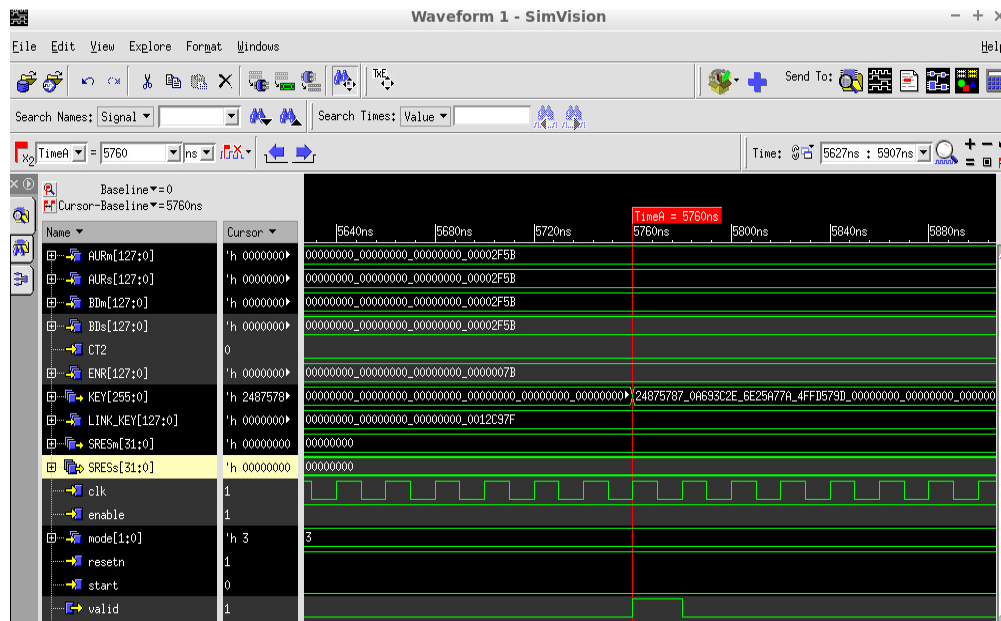 Waveform 1 - SimVision
File Edit View Explore Format Windows Help
TxE
Send To:
Search Names: Signal Search Times: Value
x2 TimeA = 5760 ns Time: 5627ns : 5907ns
Baseline=0
Cursor-Baseline=5760ns
TimeA = 5760ns
Name Cursor 5640ns 5680ns 5720ns 5760ns 5800ns 5840ns 5880ns
AURm[127:0] 'h 0000000 00000000_00000000_00000000_00002F5B
AURs[127:0] 'h 0000000 00000000_00000000_00000000_00002F5B
BDm[127:0] 'h 0000000 00000000_00000000_00000000_00002F5B
BDs[127:0] 'h 0000000 00000000_00000000_00000000_00002F5B
CT2 0
ENR[127:0] 'h 0000000 00000000_00000000_00000000_0000007B
KEY[255:0] 'h 2487578 00000000_00000000_00000000_00000000_00000000_00000000_00000 24875787_0A693C2E_6E25A77A_4FFD579D_00000000_00000000_000000
LINK_KEY[127:0] 'h 0000000 00000000_00000000_00000000_0012C97F
SRESm[31:0] 'h 00000000 00000000
SRESs[31:0] 'h 00000000 00000000
clk 1
enable 1
mode[1:0] 'h 3 3
resetn 1
start 0
valid 1